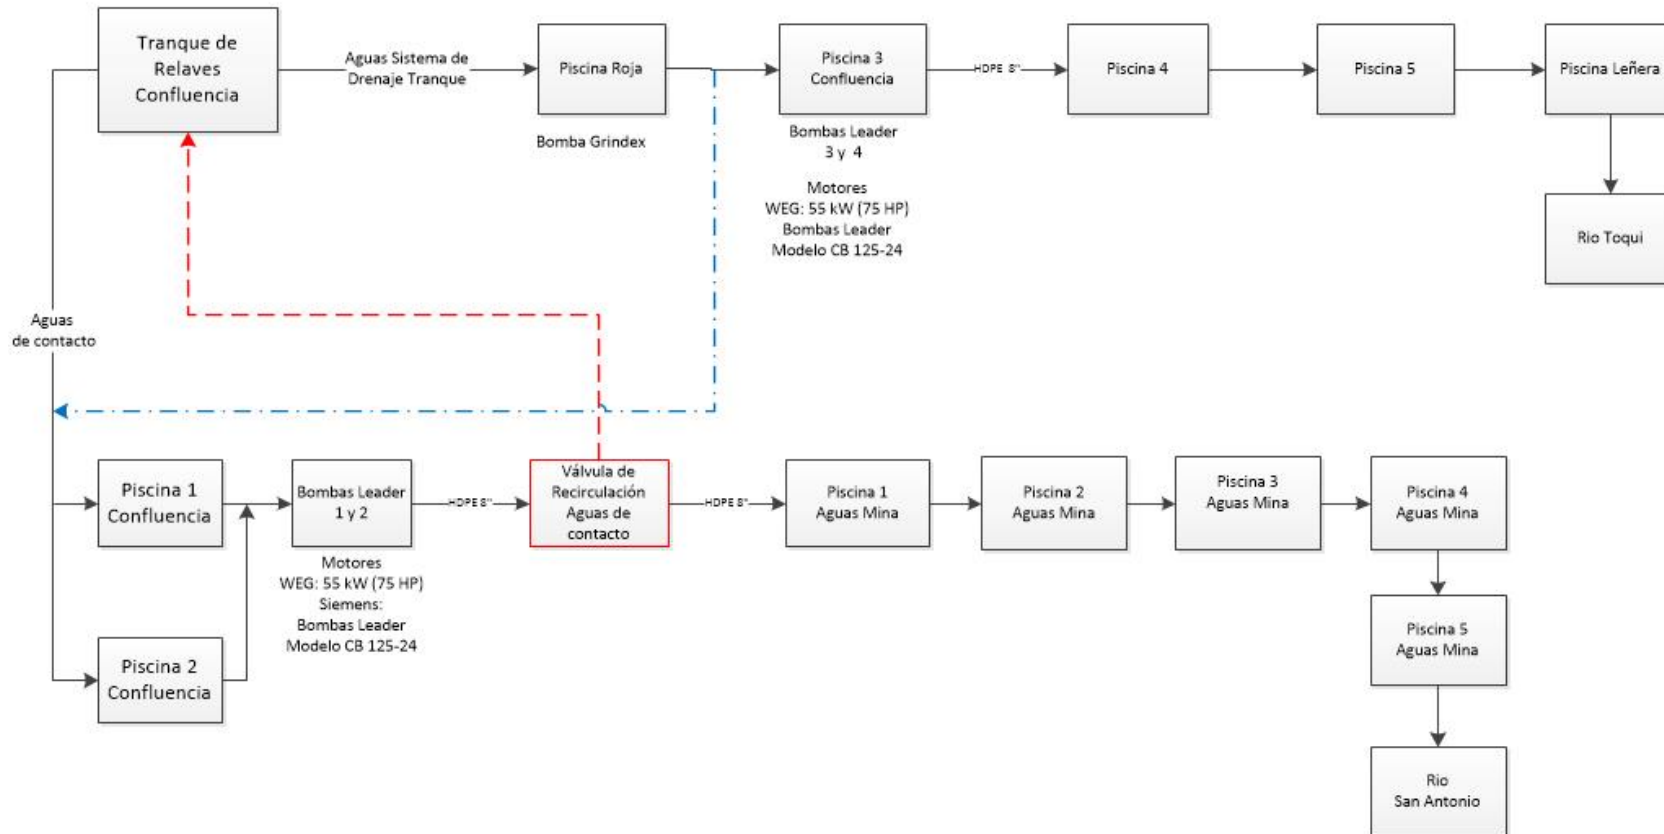 Tranque de
Relaves
Confluencia
Aguas Sistema de
Drenaje Tranque
Piscina Roja
Bomba Grindex
Piscina 3
Confluencia
Bombas Leader
3 y 4
Motores
WEG: 55 kW (75 HP)
Bombas Leader
Modelo CB 125-24
HDPE 8"
Piscina 4
Piscina 5
Piscina Leñera
Rio Toqui
Aguas
de contacto
Piscina 1
Confluencia
Piscina 2
Confluencia
Bombas Leader
1 y 2
Motores
WEG: 55 kW (75 HP)
Siemens:
Bombas Leader
Modelo CB 125-24
HDPE 8"
Válvula de
Recirculación
Aguas de
contacto
HDPE 8"
Piscina 1
Aguas Mina
Piscina 2
Aguas Mina
Piscina 3
Aguas Mina
Piscina 4
Aguas Mina
Piscina 5
Aguas Mina
Rio
San Antonio